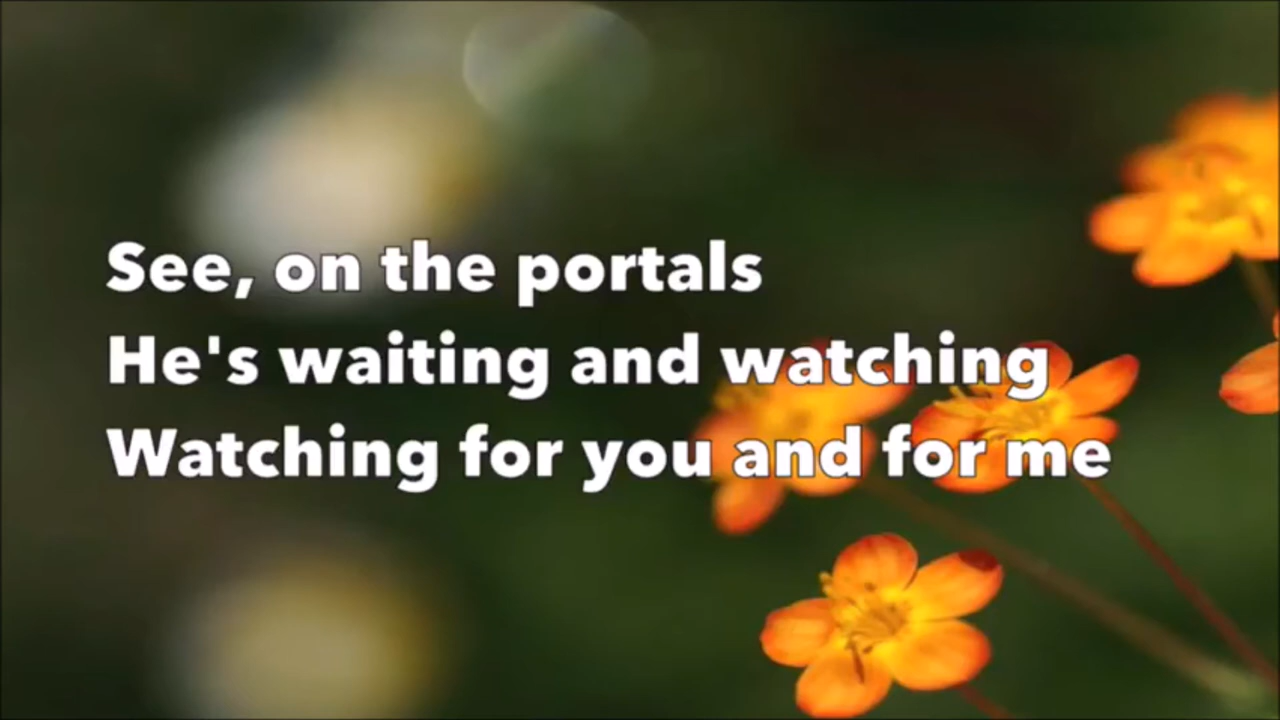 See, on the portals
He's waiting and watching
Watching for you and for me